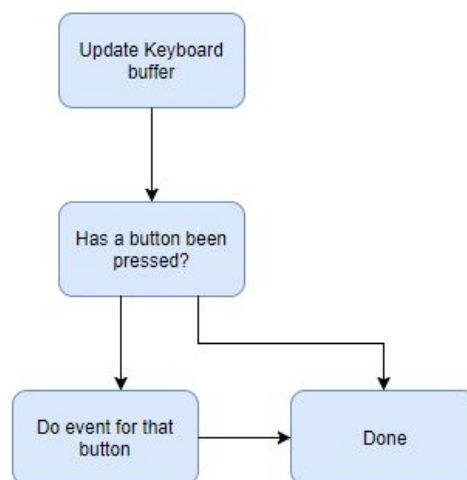 Update Keyboard
buffer
Has a button been
pressed?
Do event for that
button
Done